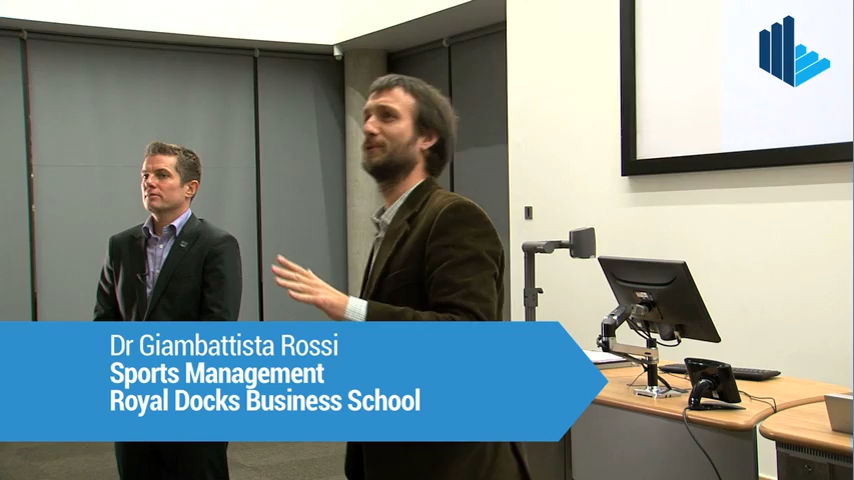 Dr Giambattista Rossi
Sports Management
Royal Docks Business School